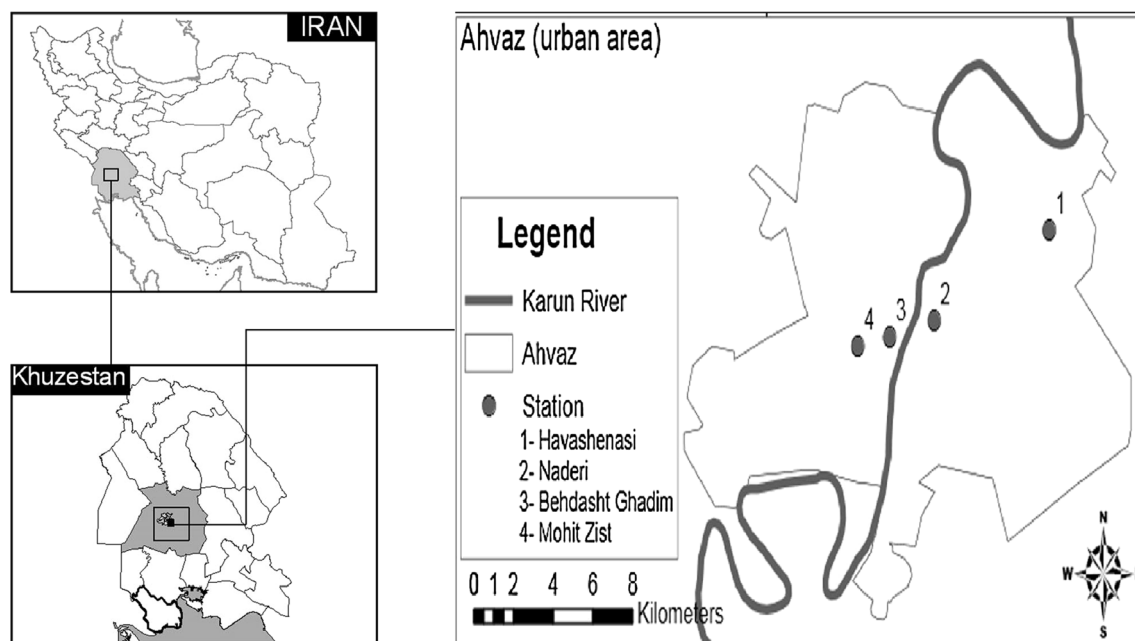 IRAN
Khuzestan
Ahvaz (urban area)
Legend
Karun River
Ahvaz
Station
1- Havashenasi
2- Naderi
3- Behdasht Ghadim
4- Mohit Zist
0 1 2 4 6 8
Kilometers
1
2
3
4
N
W E
S